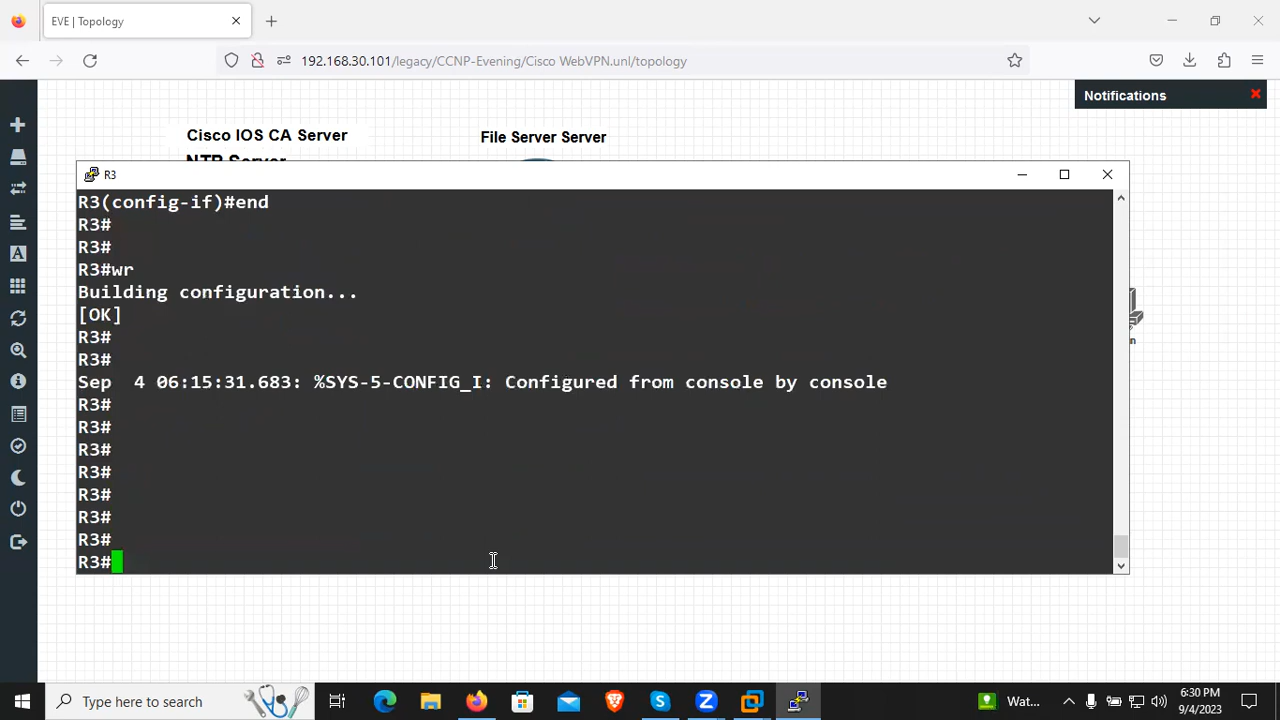 EVE | Topology
192.168.30.101/legacy/CCNP-Evening/Cisco WebVPN.unl/topology
Notifications
Cisco IOS CA Server
File Server Server
NTP Server
R3
R3(config-if)#end
R3#
R3#
R3#wr
Building configuration...
[OK]
R3#
R3#
Sep  4 06:15:31.683: %SYS-5-CONFIG_I: Configured from console by console
R3#
R3#
R3#
R3#
R3#
R3#
R3#
R3#
n
Type here to search
Wat...
6:30 PM
9/4/2023